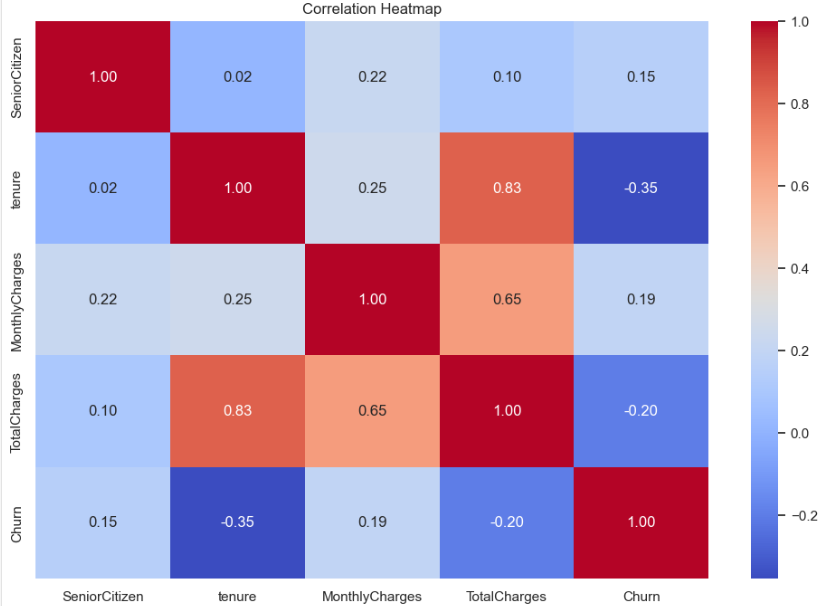 Correlation Heatmap
SeniorCitizen 1.00 0.02 0.22 0.10 0.15
tenure 0.02 1.00 0.25 0.83 -0.35
MonthlyCharges 0.22 0.25 1.00 0.65 0.19
TotalCharges 0.10 0.83 0.65 1.00 -0.20
Churn 0.15 -0.35 0.19 -0.20 1.00
SeniorCitizen tenure MonthlyCharges TotalCharges Churn
1.0
0.8
0.6
0.4
0.2
0.0
−0.2